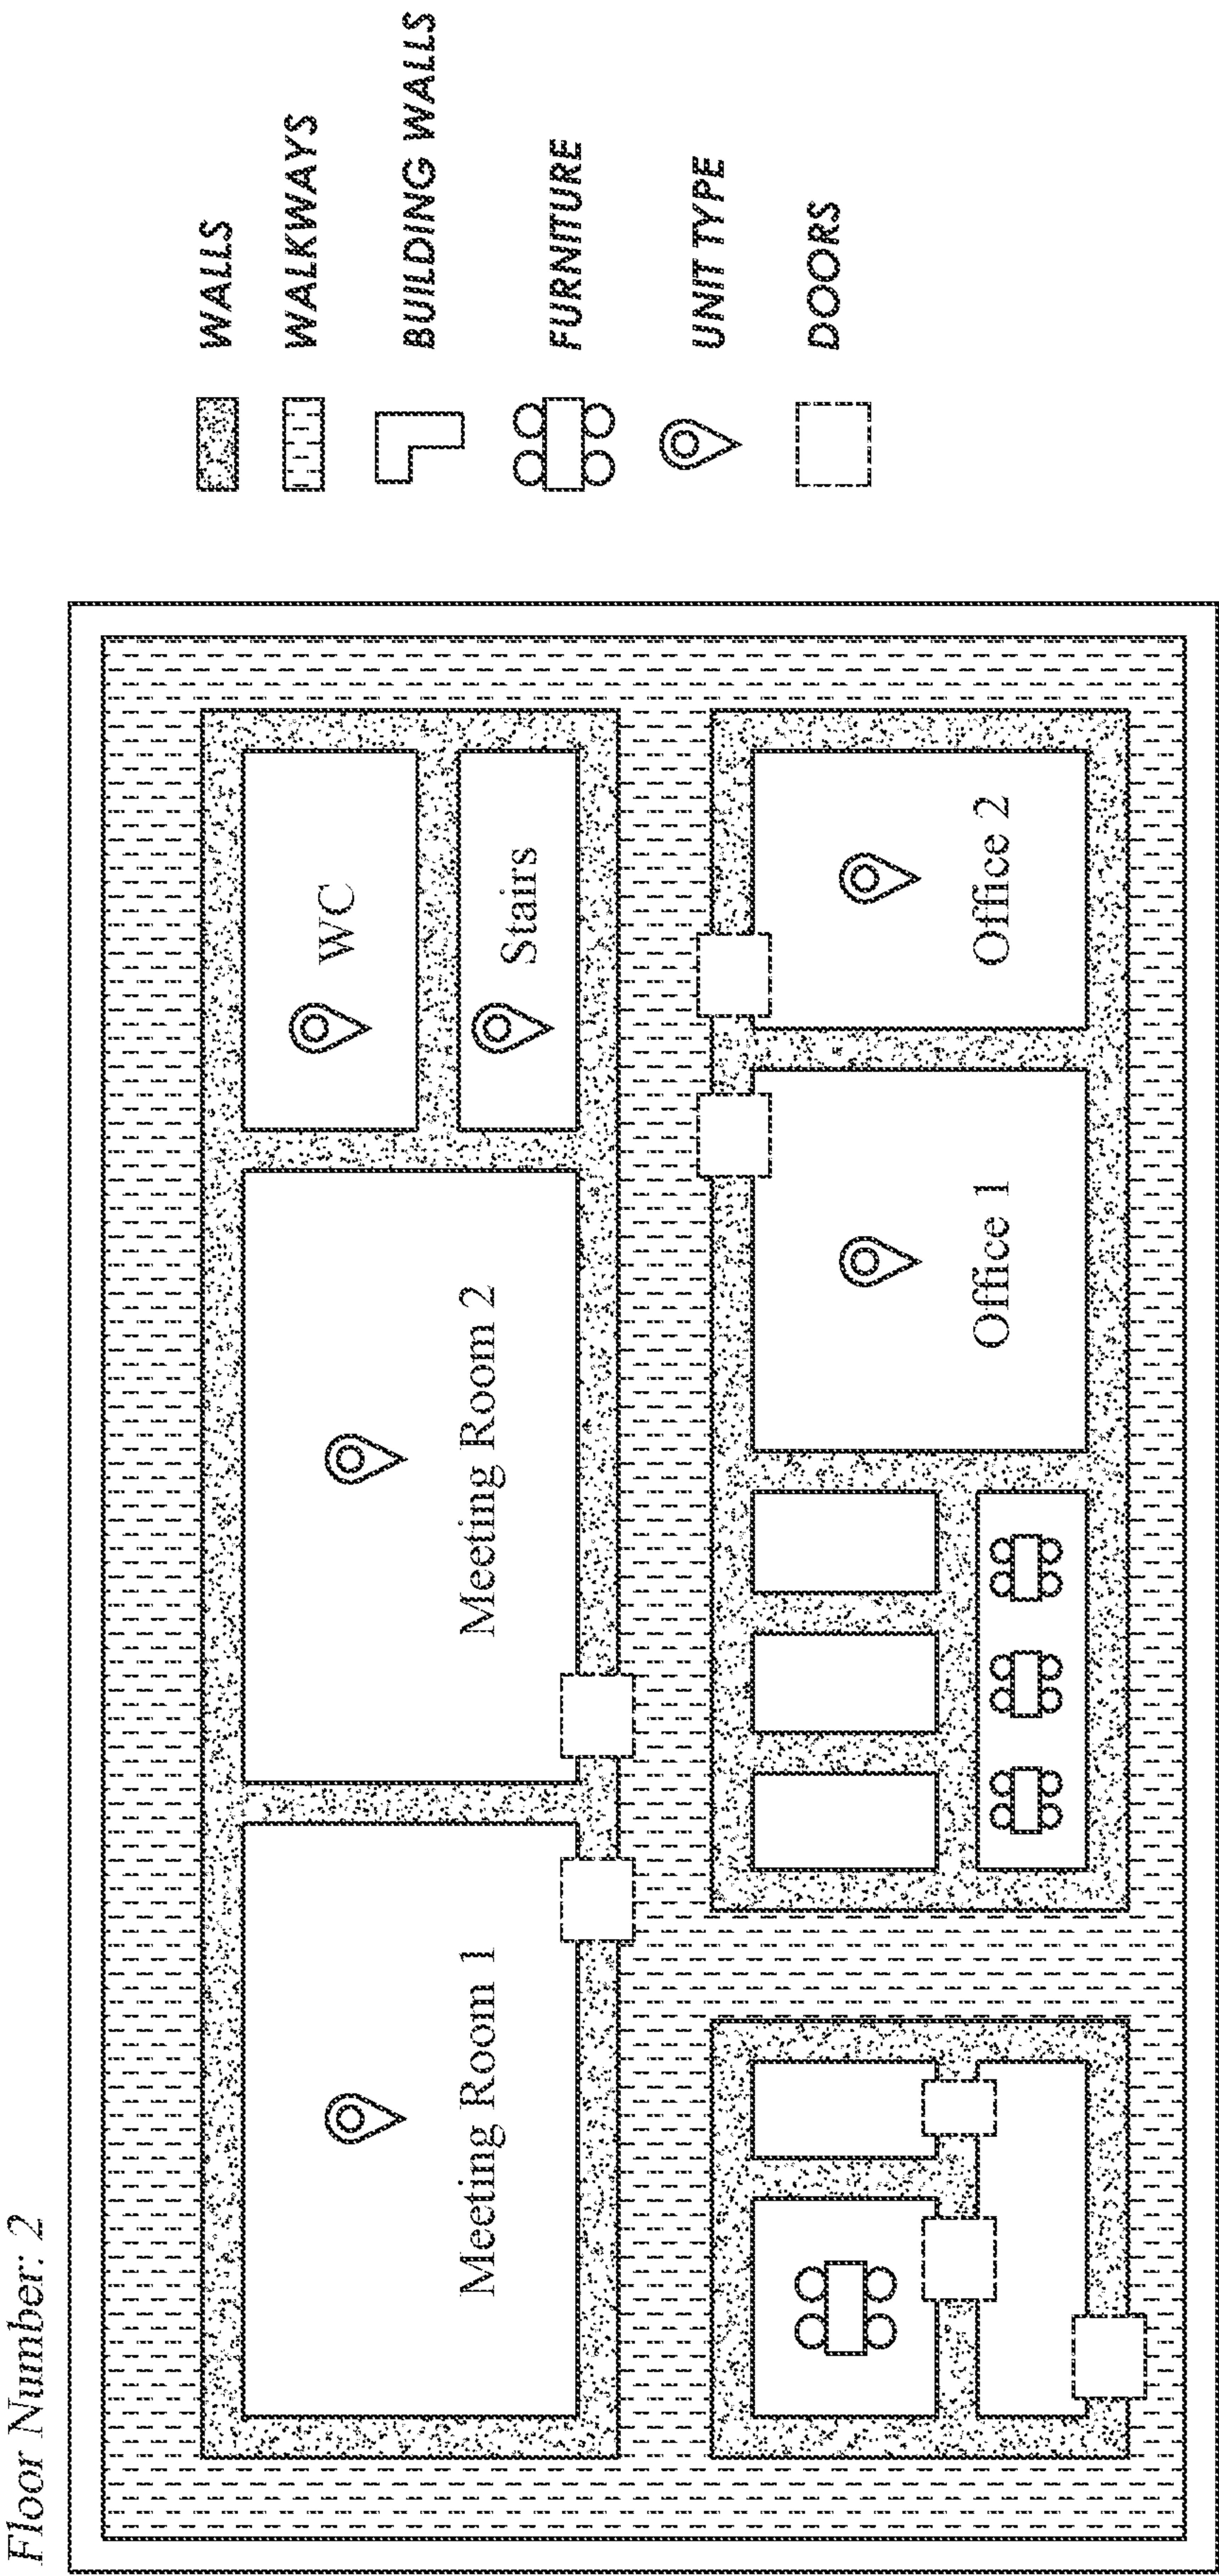 Floor Number: 2
Meeting Room 1
Meeting Room 2
WC
Stairs
Office 1
Office 2
WALLS
WALKWAYS
BUILDING WALLS
FURNITURE
UNIT TYPE
DOORS